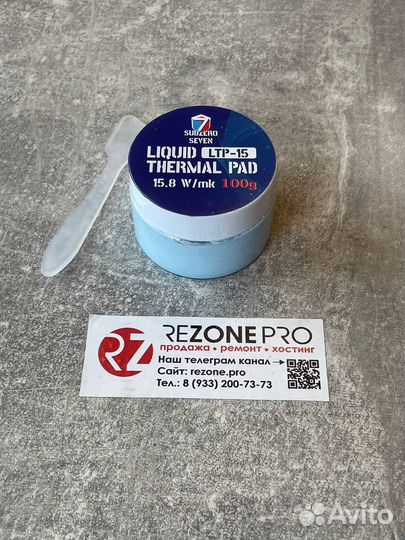 SUBZERO
SEVEN
LIQUID LTP-15
THERMAL PAD
15.8 W/mk 100g
RZ REZONE PRO
продажа • ремонт • хостинг
Наш телеграм канал →
Сайт: rezone.pro
Тел.: 8 (933) 200-73-73
Avito